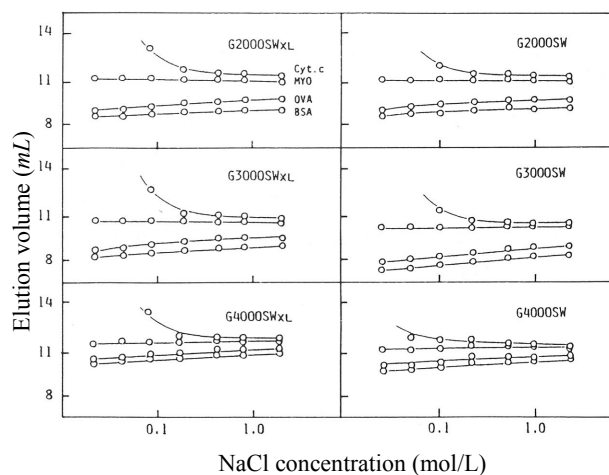 Elution volume (mL)
14
11
8
14
11
8
14
11
8
G2000SWXL
Cyt.c
MYO
OVA
BSA
G2000SW
G3000SWXL
G3000SW
G4000SWXL
G4000SW
0.1
1.0
0.1
1.0
NaCl concentration (mol/L)